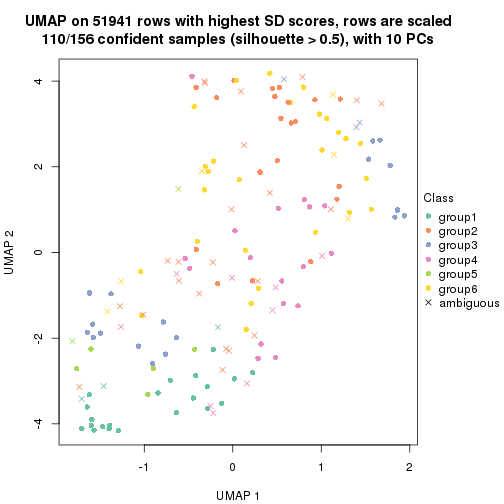 UMAP on 51941 rows with highest SD scores, rows are scaled
110/156 confident samples (silhouette > 0.5), with 10 PCs
4
2
0
-2
-4
UMAP 2
-1
0
1
2
UMAP 1
Class
group1
group2
group3
group4
group5
group6
ambiguous